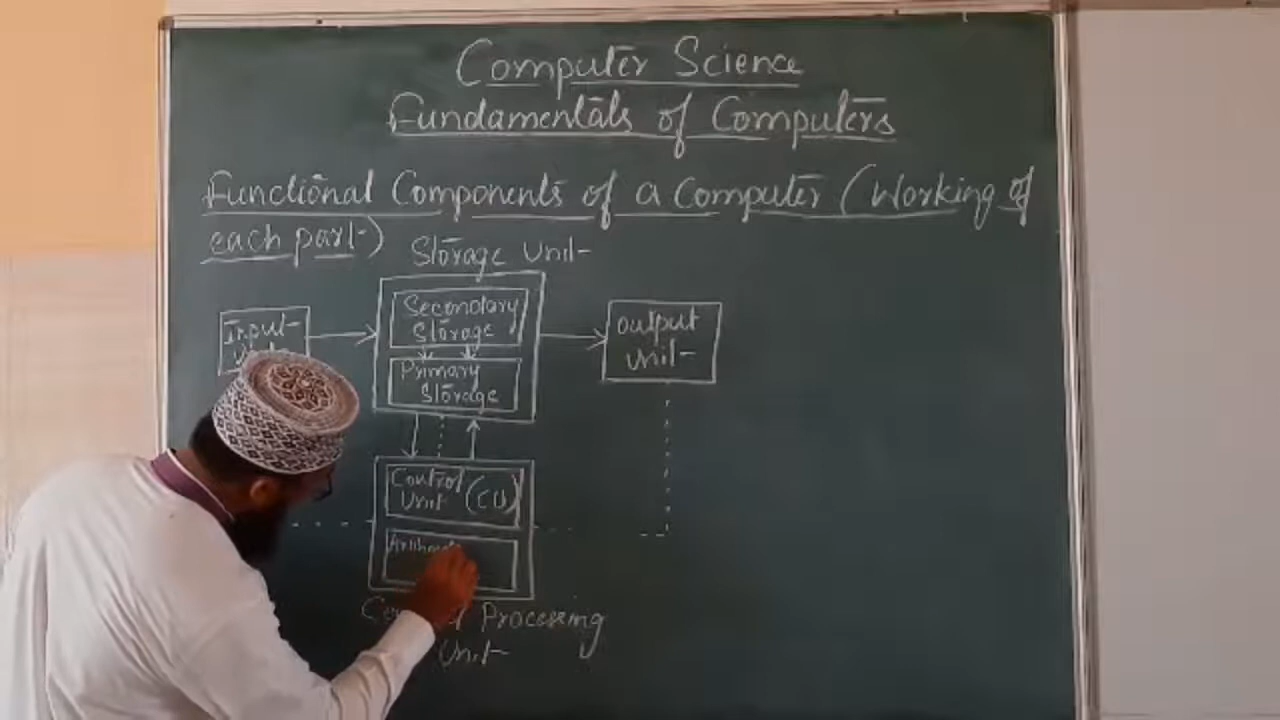 Computer Science
Fundamentals of Computers
Functional Components of a Computer (Working of
each part)
Storage Unit
Input
Secondary
Storage
Primary
Storage
Output
Unit
Control
Unit (CU)
Processing
Unit